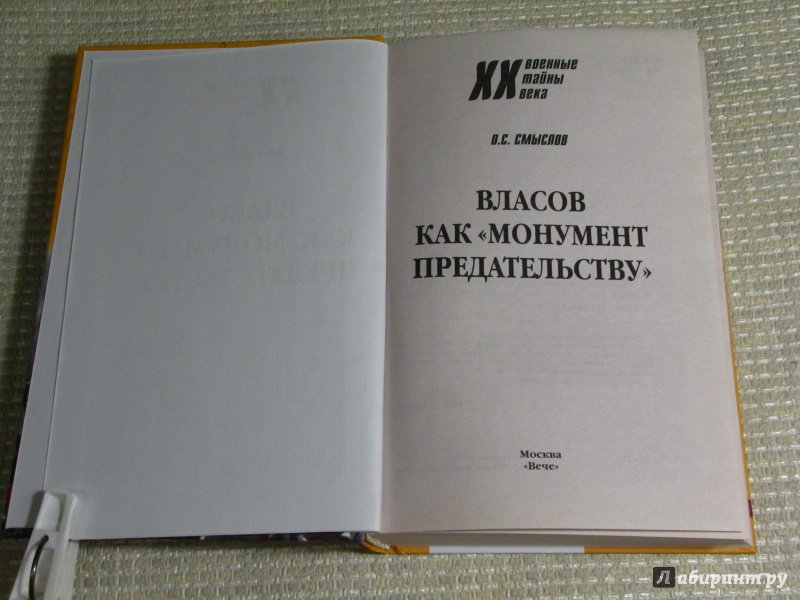 XX ВОЕННЫЕ
ТАЙНЫ
ВЕКА
О.С. СМЫСЛОВ
ВЛАСОВ
КАК «МОНУМЕНТ
ПРЕДАТЕЛЬСТВУ»
Москва
«Вече»
Лабиринт.ру